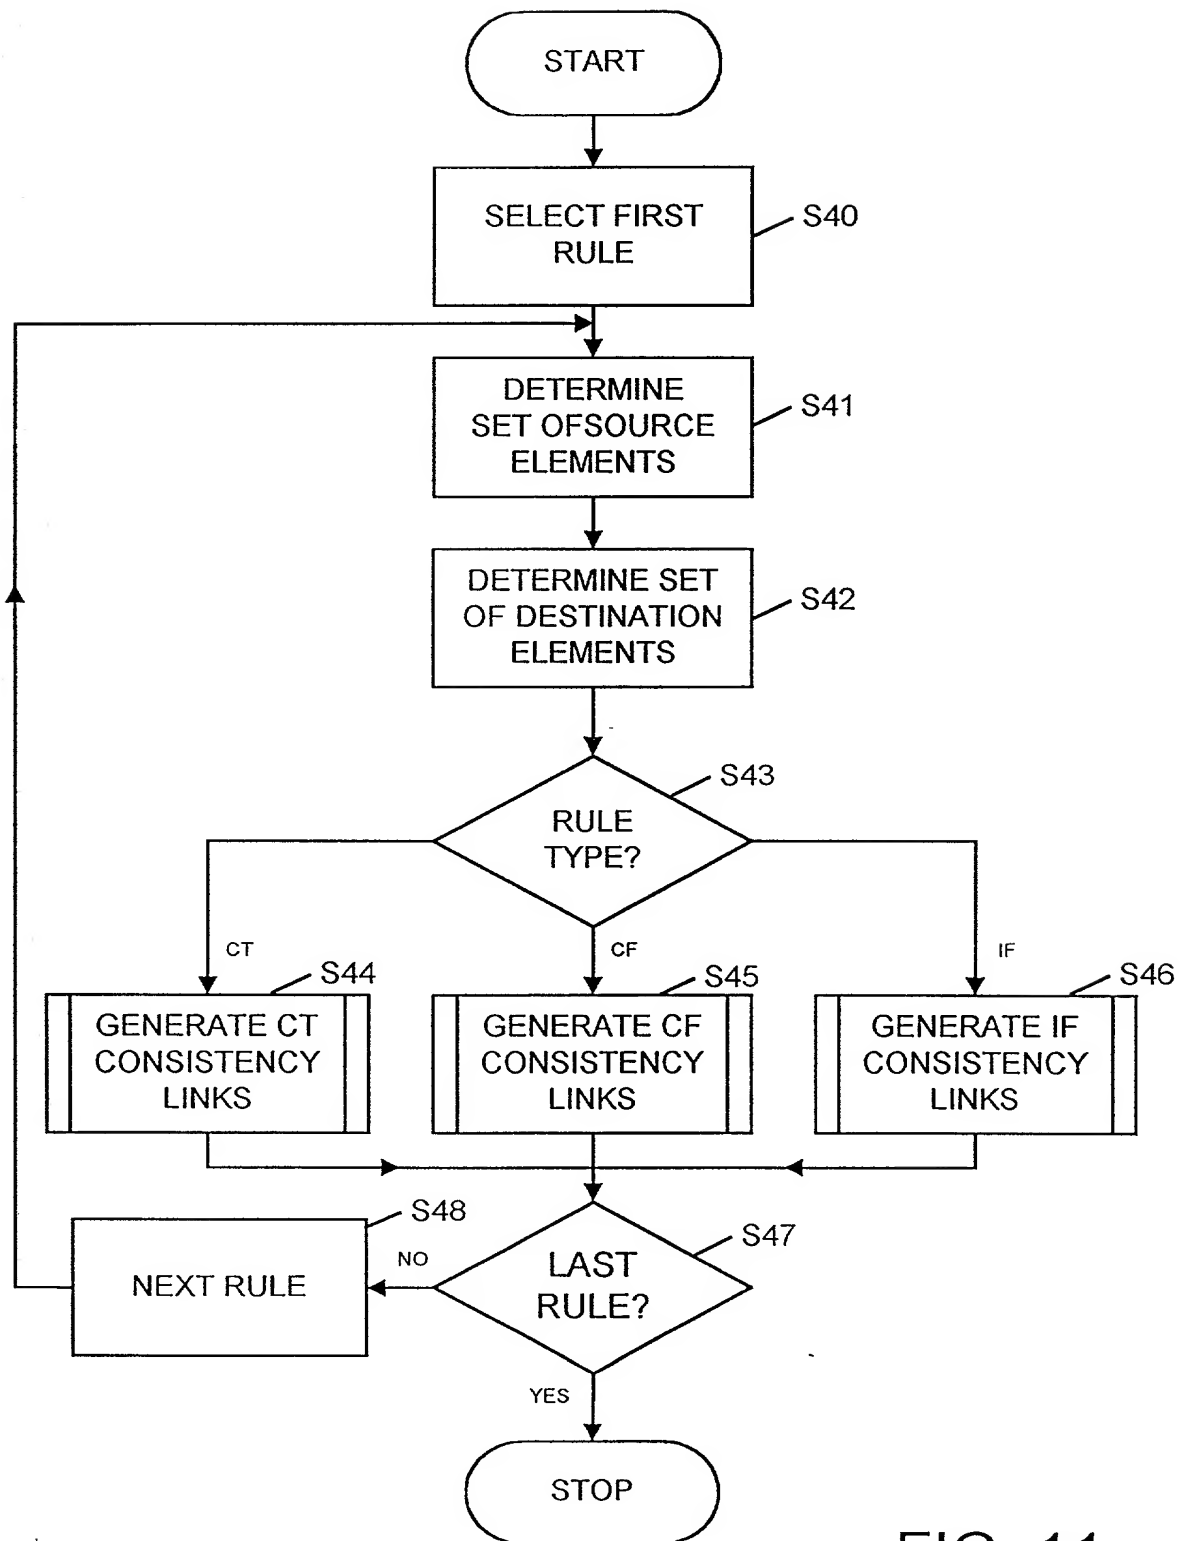 START
SELECT FIRST
RULE
S40
DETERMINE
SET OFSOURCE
ELEMENTS
S41
DETERMINE SET
OF DESTINATION
ELEMENTS
S42
RULE
TYPE?
S43
CT
CF
IF
S44
GENERATE CT
CONSISTENCY
LINKS
S45
GENERATE CF
CONSISTENCY
LINKS
S46
GENERATE IF
CONSISTENCY
LINKS
S48
NEXT RULE
NO
LAST
RULE?
S47
YES
STOP
FIG. 11